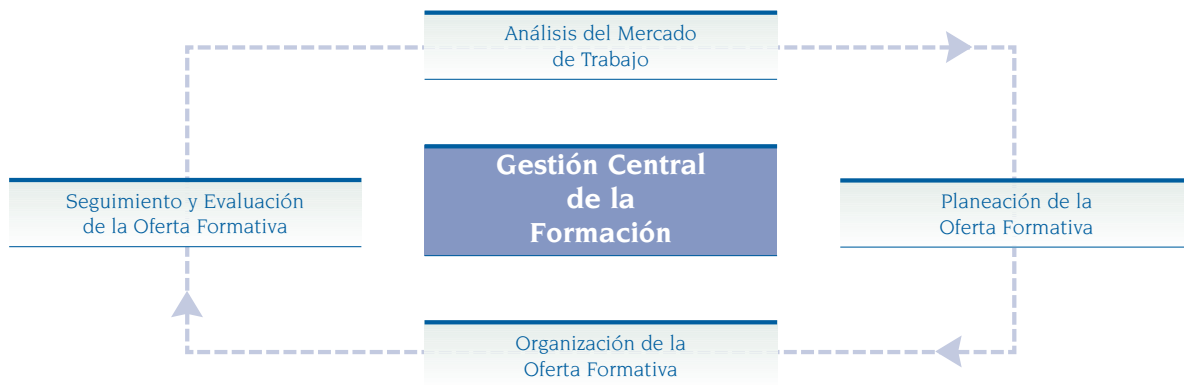 Análisis del Mercado
de Trabajo
Gestión Central
de la
Formación
Seguimiento y Evaluación
de la Oferta Formativa
Planeación de la
Oferta Formativa
Organización de la
Oferta Formativa